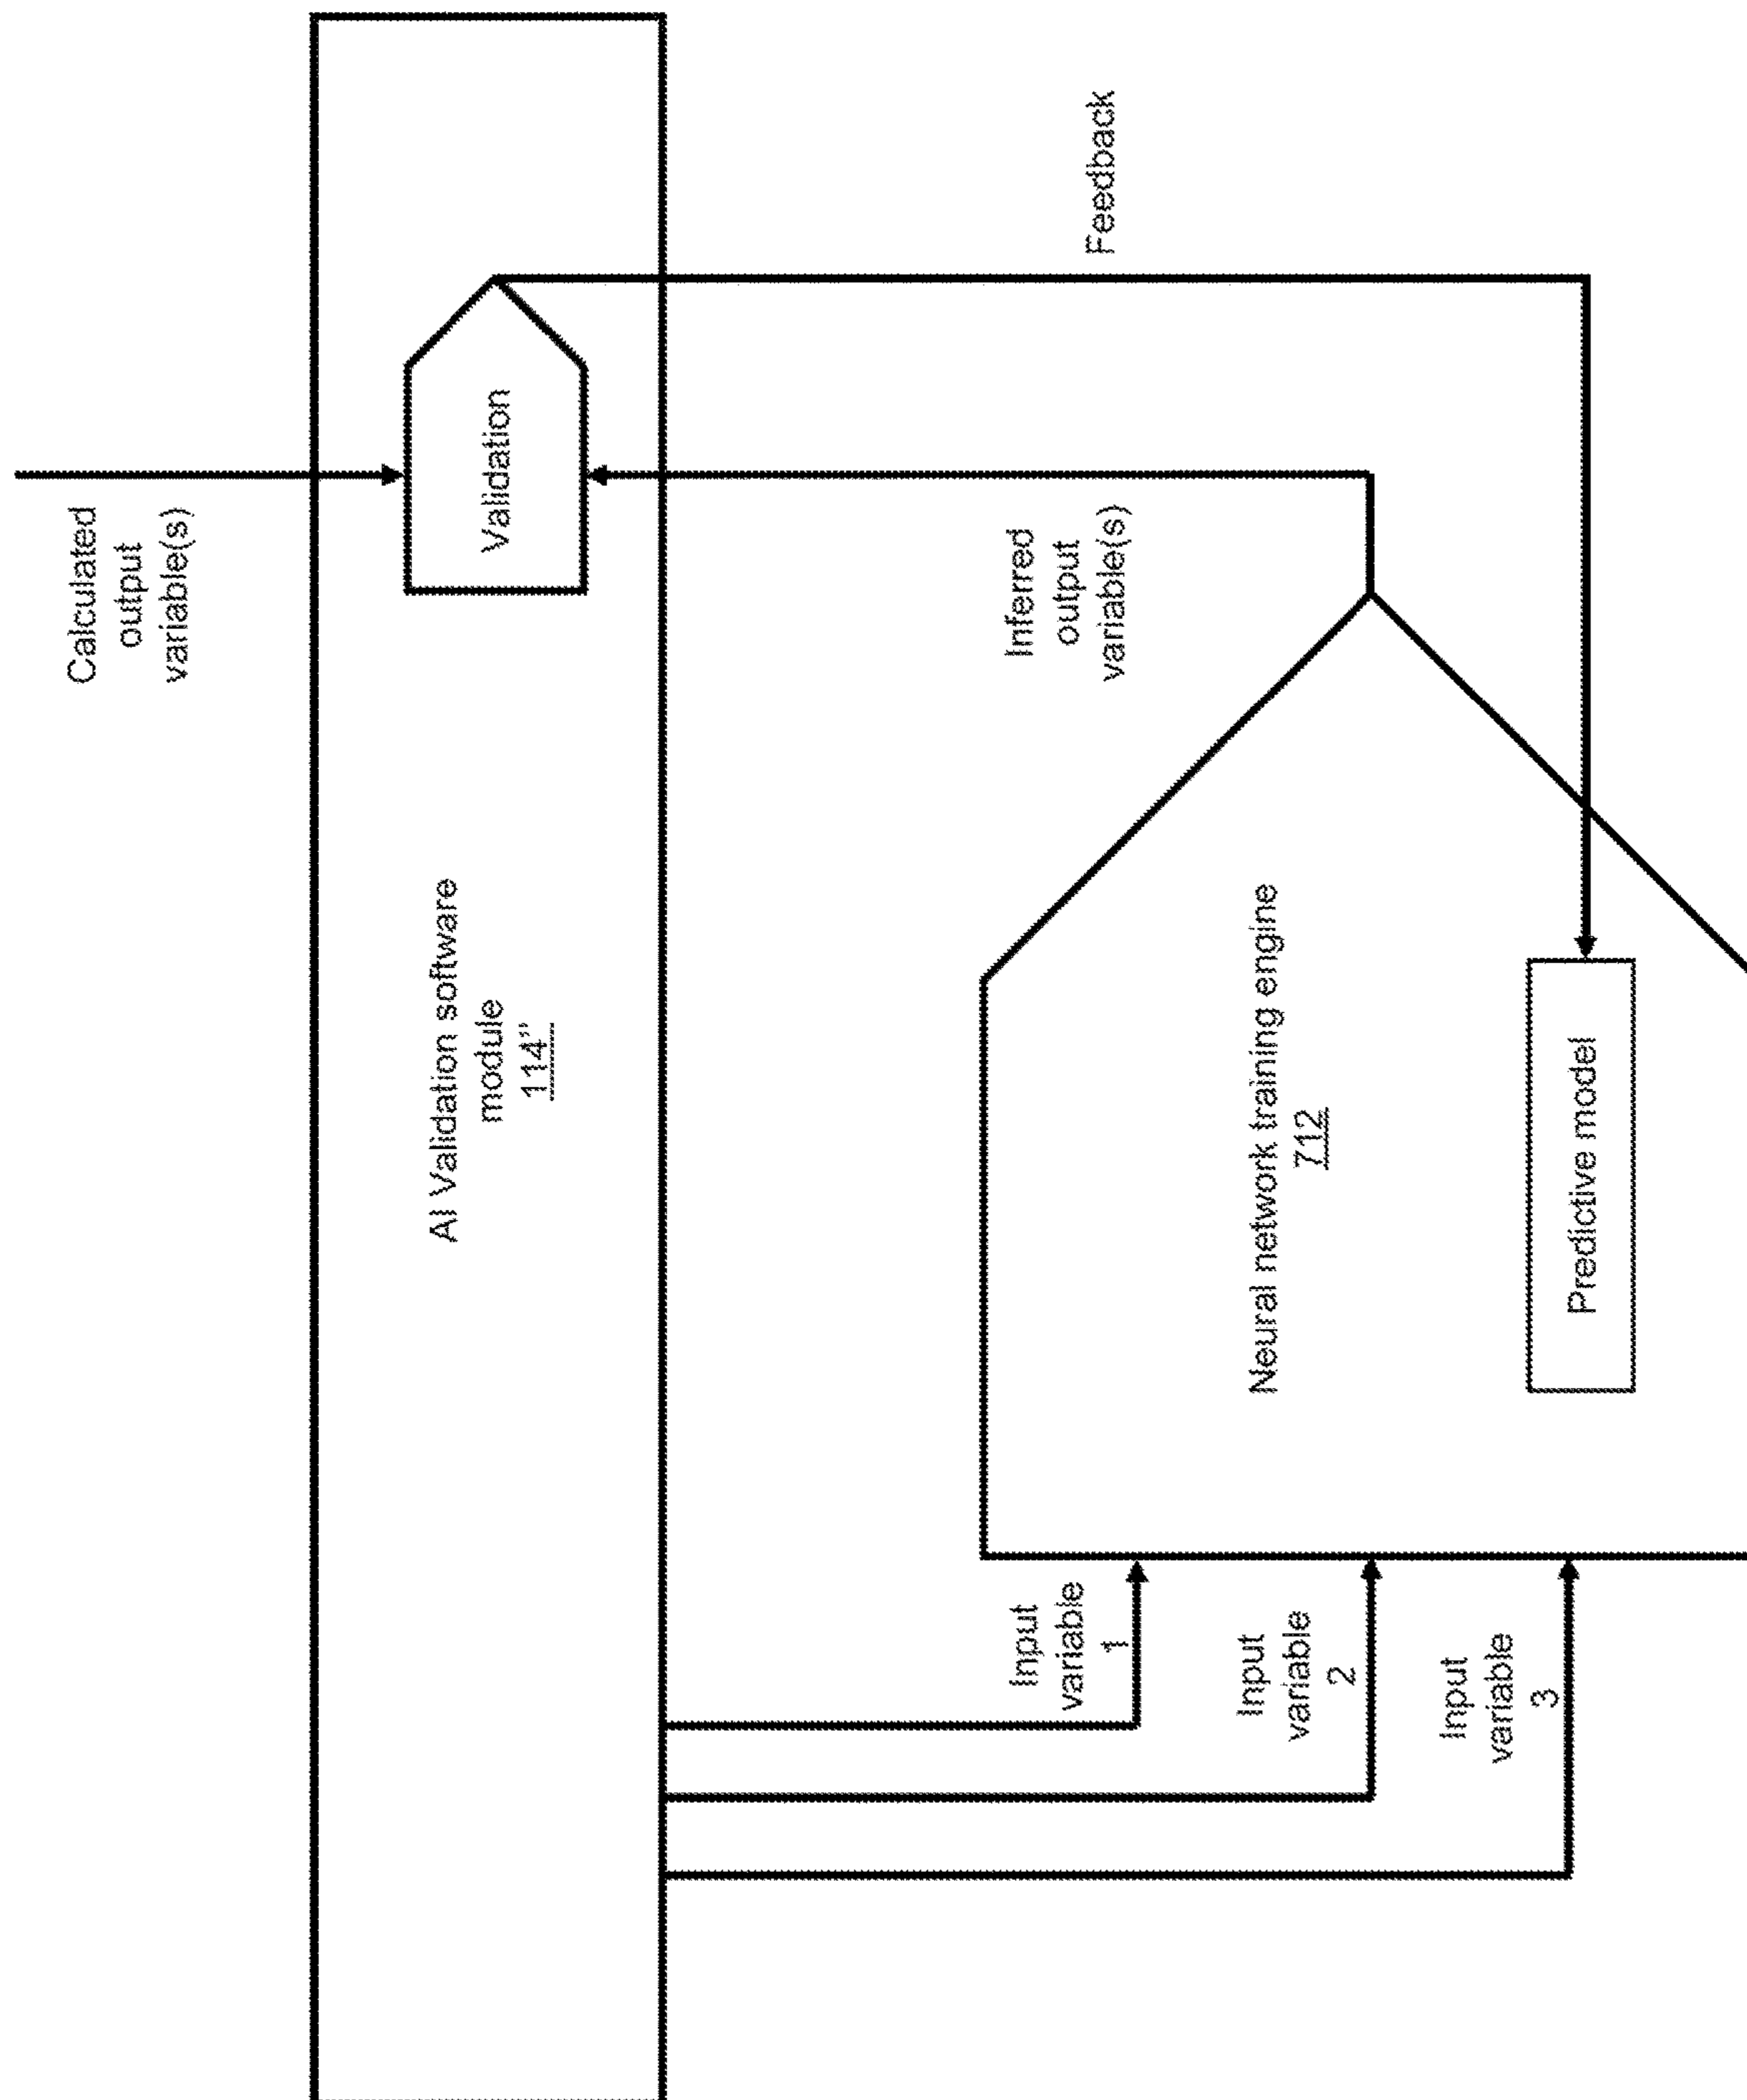 Calculated
output
variable(s)
AI Validation software
module
114"
Validation
Feedback
Inferred
output
variable(s)
Input
variable
1
Input
variable
2
Input
variable
3
Neural network training engine
712
Predictive model